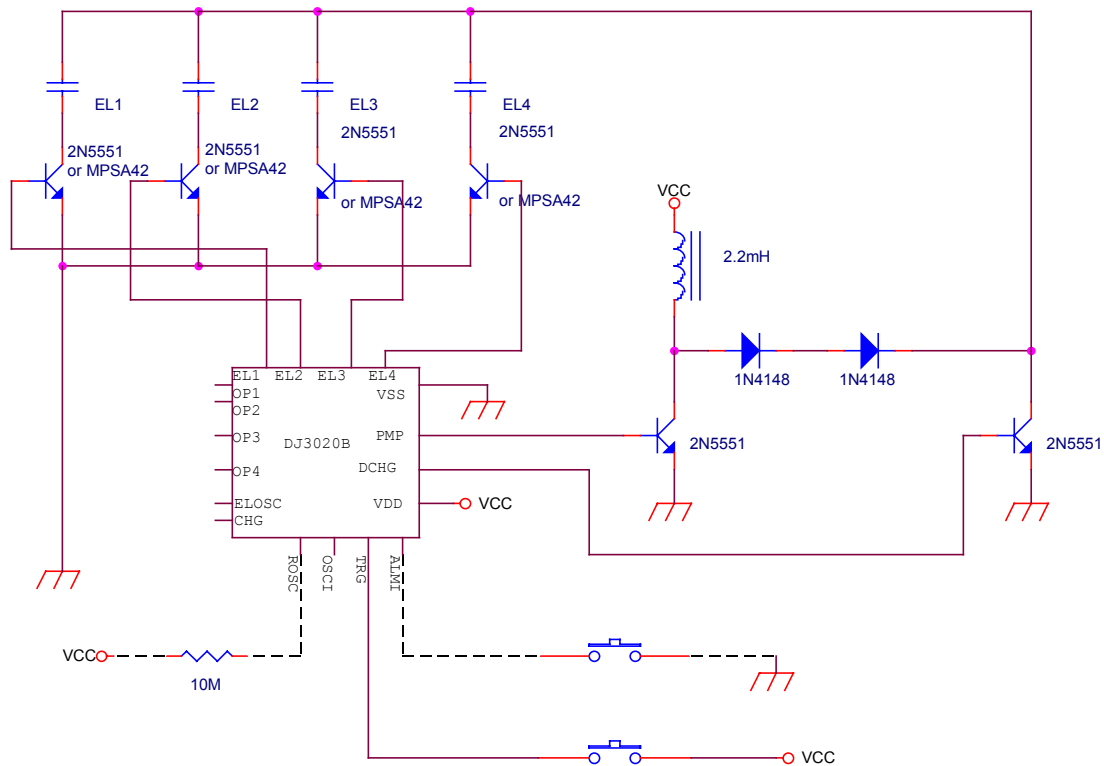 EL1
EL2
EL3
EL4
2N5551
or MPSA42
2N5551
or MPSA42
2N5551
or MPSA42
2N5551
or MPSA42
VCC
2.2mH
1N4148
1N4148
EL1
EL2
EL3
EL4
OP1
OP2
OP3
OP4
ELOSC
CHG
DJ3020B
VSS
PMP
DCHG
VDD
VCC
2N5551
2N5551
ROSC
OSCI
TRG
ALMI
VCC
10M
VCC